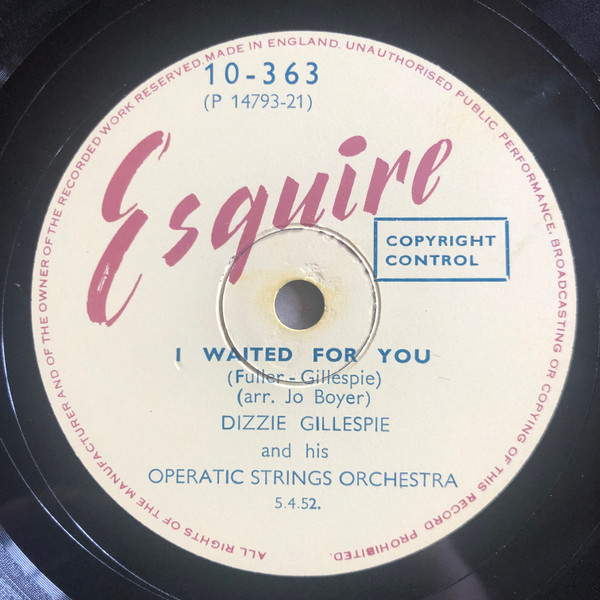 ALL RIGHTS OF THE MANUFACTURER AND OF THE OWNER OF THE RECORDED WORK RESERVED. MADE IN ENGLAND. UNAUTHORISED PUBLIC PERFORMANCE, BROADCASTING OR COPYING OF THIS RECORD PROHIBITED.
10-363
(P 14793-21)
Esquire
COPYRIGHT
CONTROL
I WAITED FOR YOU
(Fuller - Gillespie)
(arr. Jo Boyer)
DIZZIE GILLESPIE
and his
OPERATIC STRINGS ORCHESTRA
5.4.52.